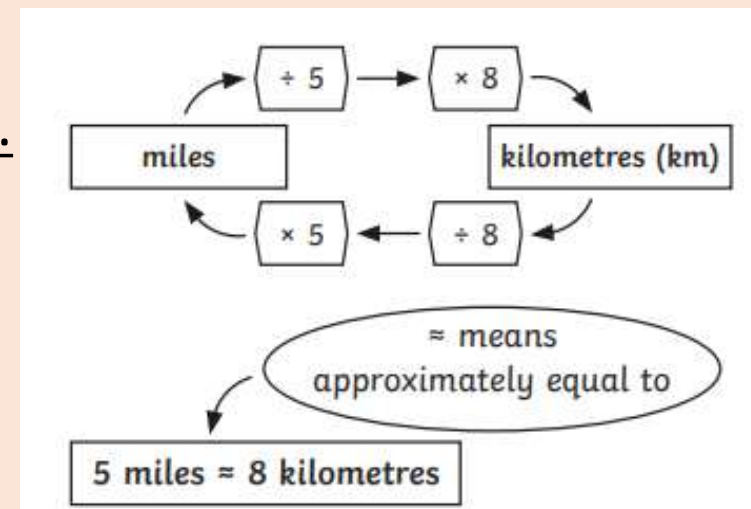 ÷ 5
× 8
miles
kilometres (km)
× 5
÷ 8
≈ means
approximately equal to
5 miles ≈ 8 kilometres